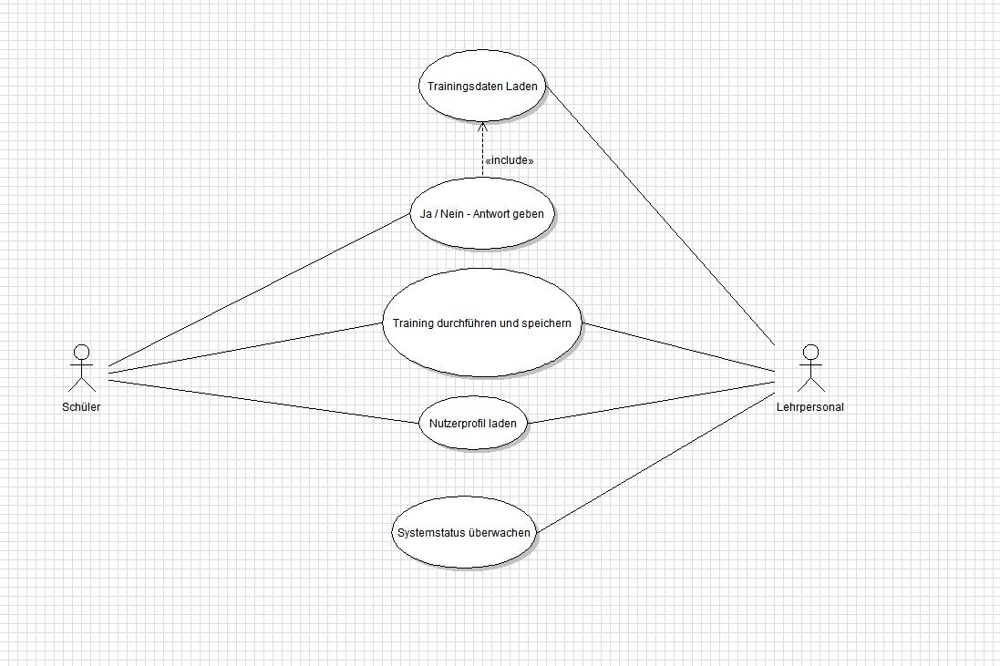 Trainingsdaten Laden
«include»
Ja / Nein - Antwort geben
Training durchführen und speichern
Schüler
Lehrpersonal
Nutzerprofil laden
Systemstatus überwachen